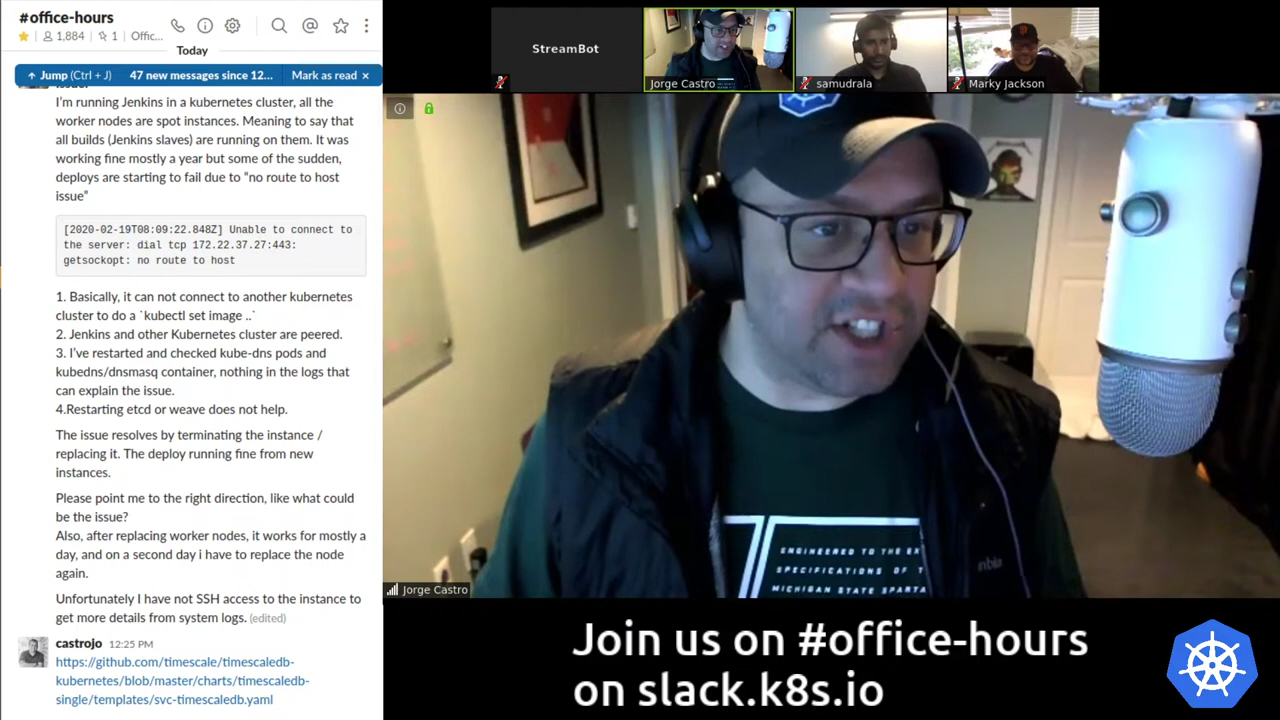 #office-hours
1,884
1
Offic...
Today
Jump (Ctrl + J)
47 new messages since 12...
Mark as read ×
I'm running Jenkins in a kubernetes cluster, all the
worker nodes are spot instances. Meaning to say that
all builds (Jenkins slaves) are running on them. It was
working fine mostly a year but some of the sudden,
deploys are starting to fail due to "no route to host
issue"
[2020-02-19T08:09:22.848Z] Unable to connect to
the server: dial tcp 172.22.37.27:443:
getsockopt: no route to host
1. Basically, it can not connect to another kubernetes
cluster to do a `kubectl set image ..`
2. Jenkins and other Kubernetes cluster are peered.
3. I've restarted and checked kube-dns pods and
kubedns/dnsmasq container, nothing in the logs that
can explain the issue.
4.Restarting etcd or weave does not help.
The issue resolves by terminating the instance /
replacing it. The deploy running fine from new
instances.
Please point me to the right direction, like what could
be the issue?
Also, after replacing worker nodes, it works for mostly a
day, and on a second day i have to replace the node
again.
Unfortunately I have not SSH access to the instance to
get more details from system logs. (edited)
castrojo 12:25 PM
https://github.com/timescale/timescaledb-
kubernetes/blob/master/charts/timescaledb-
single/templates/svc-timescaledb.yaml
StreamBot
Jorge Castro
samudrala
Marky Jackson
ENGINEERED TO THE EX
SPECIFICATIONS OF T
MICHIGAN STATE SPARTA
Jorge Castro
Join us on #office-hours
on slack.k8s.io